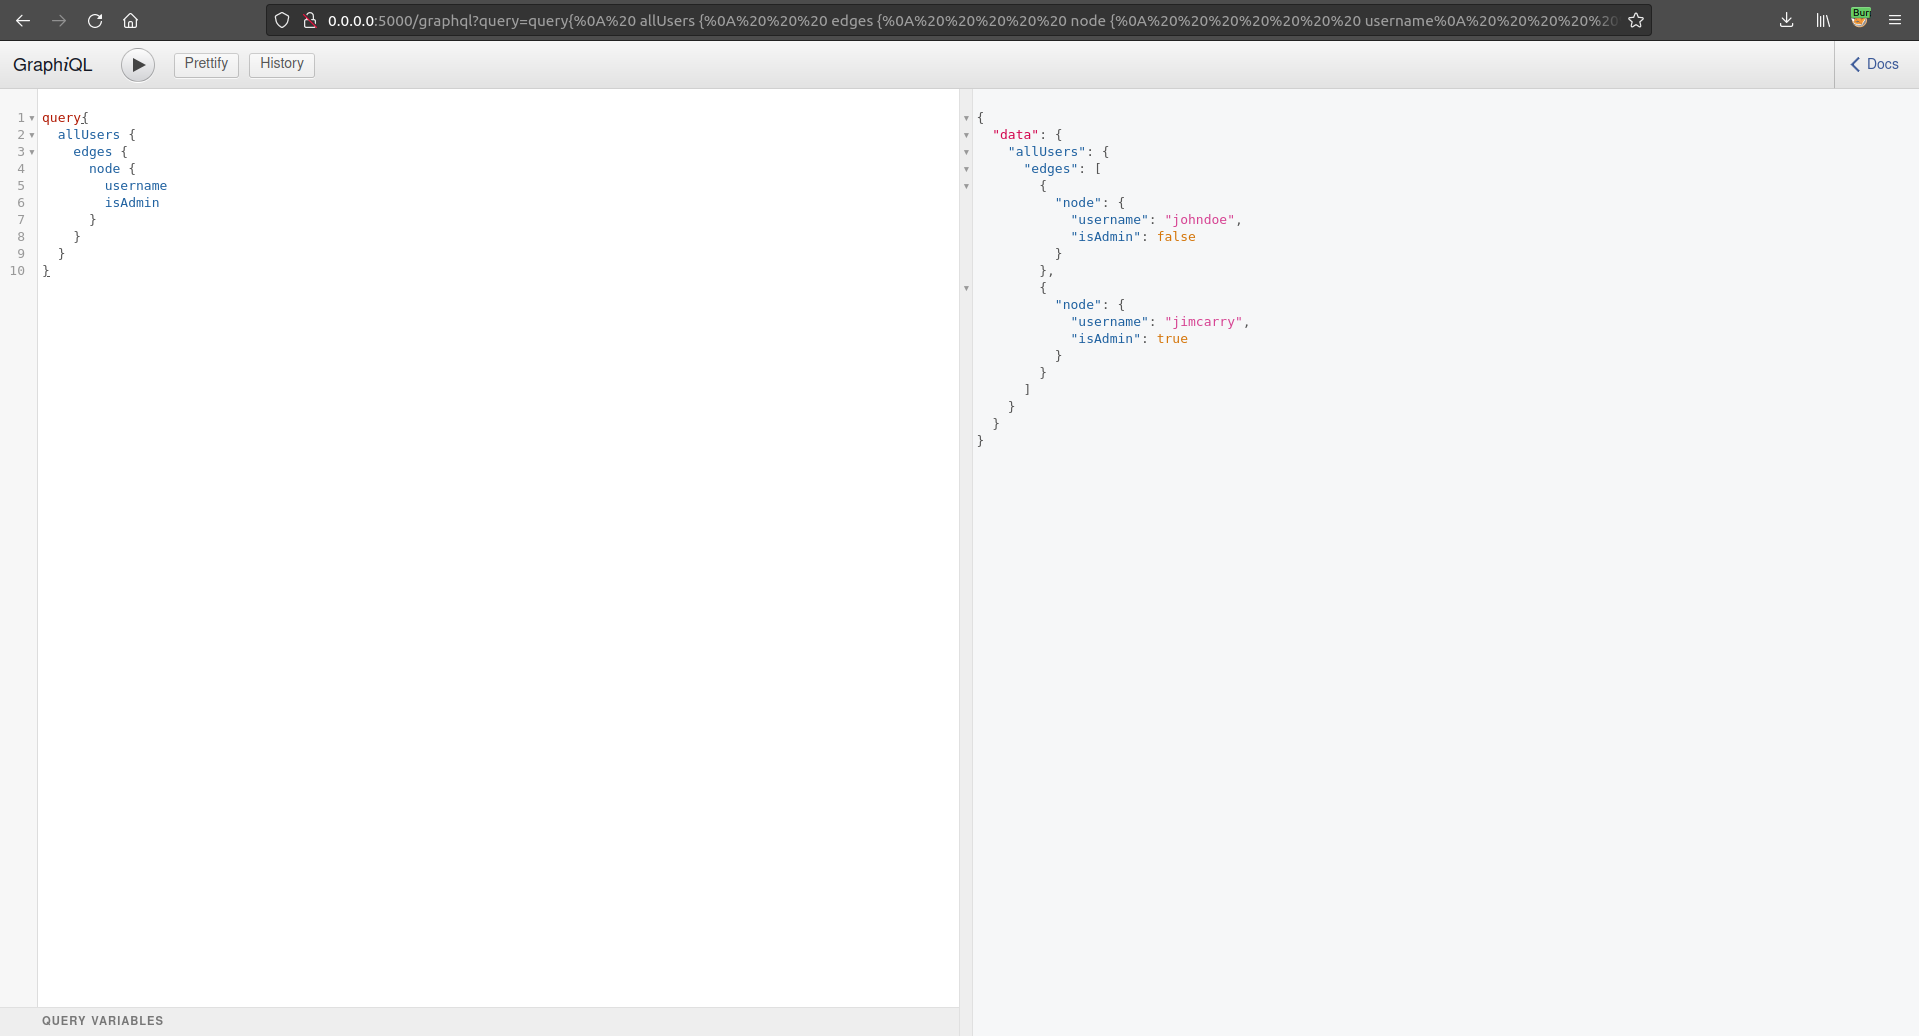 0.0.0.0:5000/graphql?query=query{%0A%20 allUsers {%0A%20%20%20 edges {%0A%20%20%20%20%20 node {%0A%20%20%20%20%20%20%20 username%0A%20%20%20%20%20
Bur
GraphiQL
Prettify
History
Docs
1 query{
2 allUsers {
3 edges {
4 node {
5 username
6 isAdmin
7 }
8 }
9 }
10 }
{
"data": {
"allUsers": {
"edges": [
{
"node": {
"username": "johndoe",
"isAdmin": false
}
},
{
"node": {
"username": "jimcarry",
"isAdmin": true
}
}
]
}
}
}
QUERY VARIABLES